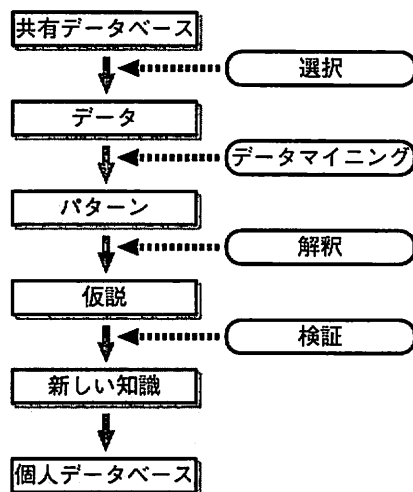 共有データベース
選択
データ
データマイニング
パターン
解釈
仮説
検証
新しい知識
個人データベース